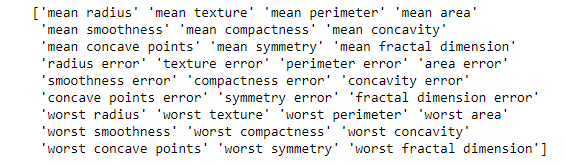 ['mean radius' 'mean texture' 'mean perimeter' 'mean area'
'mean smoothness' 'mean compactness' 'mean concavity'
'mean concave points' 'mean symmetry' 'mean fractal dimension'
'radius error' 'texture error' 'perimeter error' 'area error'
'smoothness error' 'compactness error' 'concavity error'
'concave points error' 'symmetry error' 'fractal dimension error'
'worst radius' 'worst texture' 'worst perimeter' 'worst area'
'worst smoothness' 'worst compactness' 'worst concavity'
'worst concave points' 'worst symmetry' 'worst fractal dimension']